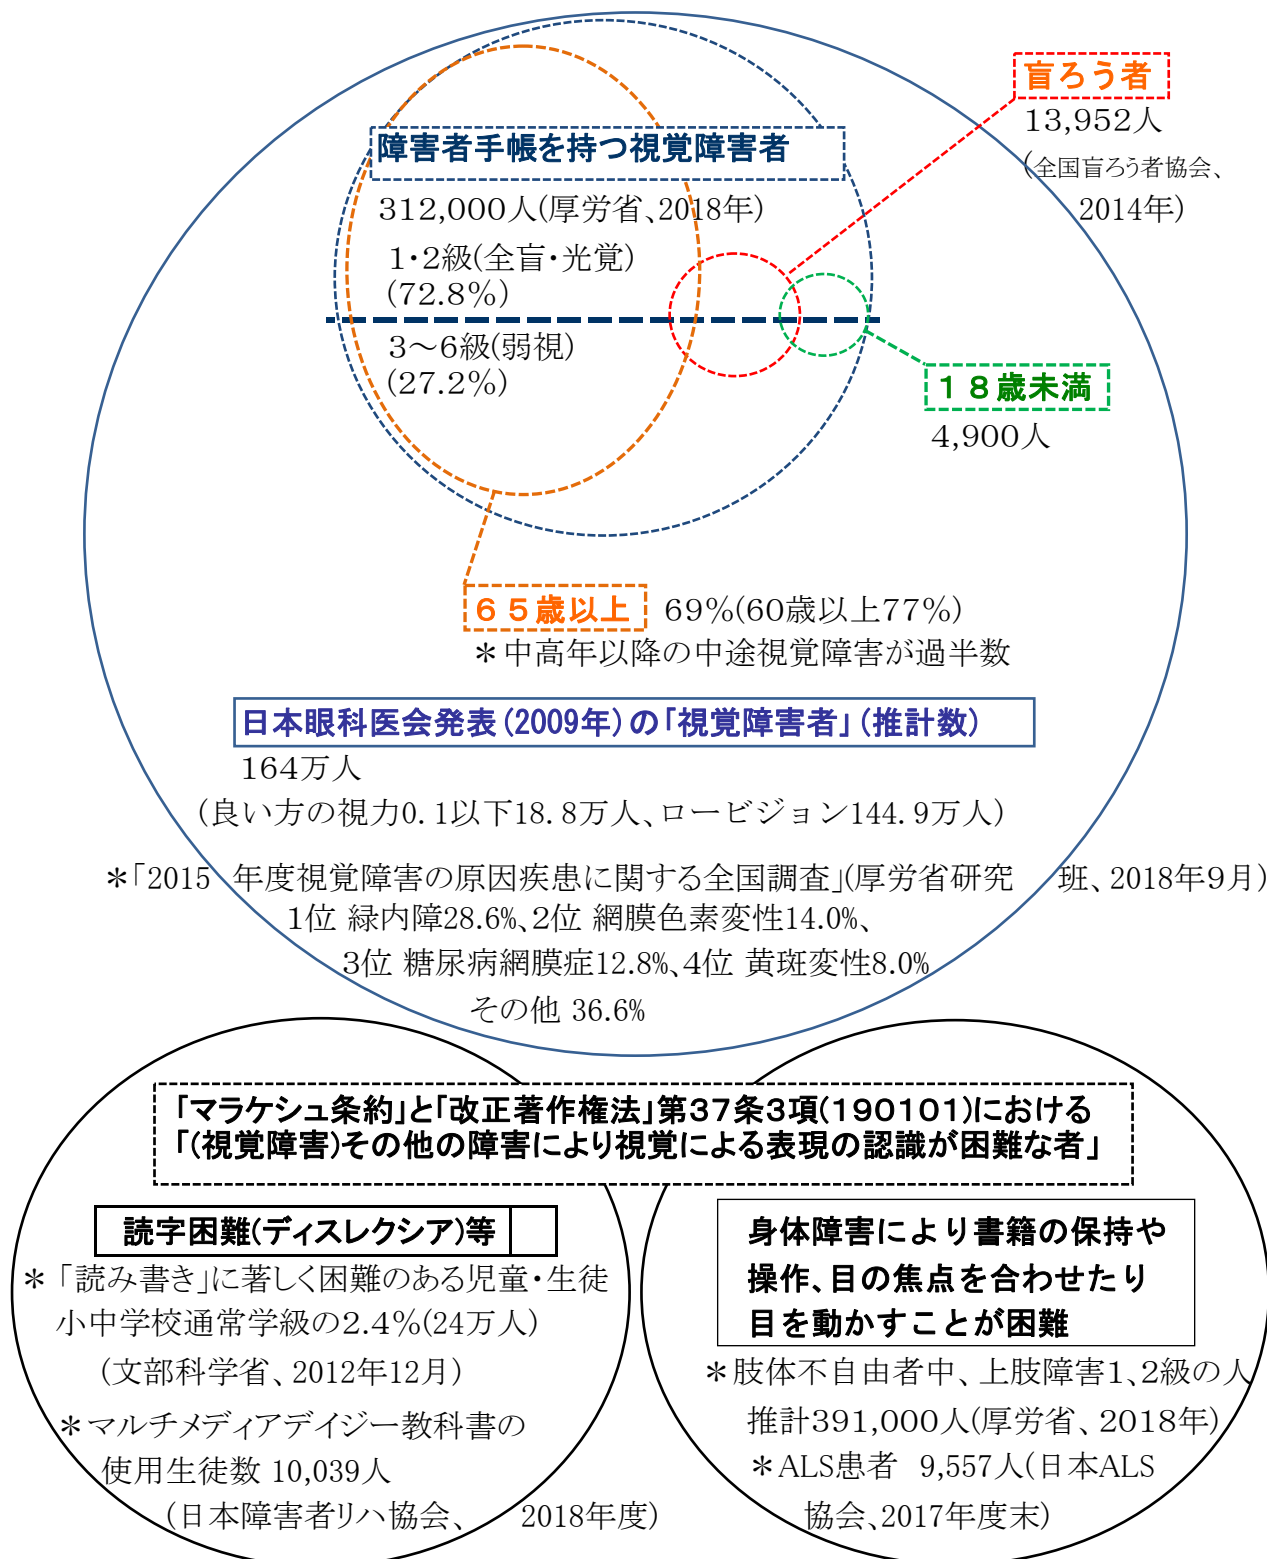 盲ろう者
13,952人
(全国盲ろう者協会、
2014年)
障害者手帳を持つ視覚障害者
312,000人(厚労省、2018年)
1・2級(全盲・光覚)
(72.8%)
3～6級(弱視)
(27.2%)
18歳未満
4,900人
65歳以上 69%(60歳以上77%)
＊中高年以降の中途視覚障害が過半数
日本眼科医会発表(2009年)の「視覚障害者」(推計数)
164万人
(良い方の視力0.1以下18.8万人、ロービジョン144.9万人)
＊「2015 年度視覚障害の原因疾患に関する全国調査」(厚労省研究 班、2018年9月)
1位 緑内障28.6%、2位 網膜色素変性14.0%、
3位 糖尿病網膜症12.8%、4位 黄斑変性8.0%
その他 36.6%
「マラケシュ条約」と「改正著作権法」第37条3項(190101)における
「(視覚障害)その他の障害により視覚による表現の認識が困難な者」
読字困難(ディスレクシア)等
＊「読み書き」に著しく困難のある児童・生徒
小中学校通常学級の2.4%(24万人)
(文部科学省、2012年12月)
＊マルチメディアデイジー教科書の
使用生徒数 10,039人
(日本障害者リハ協会、 2018年度)
身体障害により書籍の保持や
操作、目の焦点を合わせたり
目を動かすことが困難
＊肢体不自由者中、上肢障害1、2級の人
推計391,000人(厚労省、2018年)
＊ALS患者 9,557人(日本ALS
協会、2017年度末)